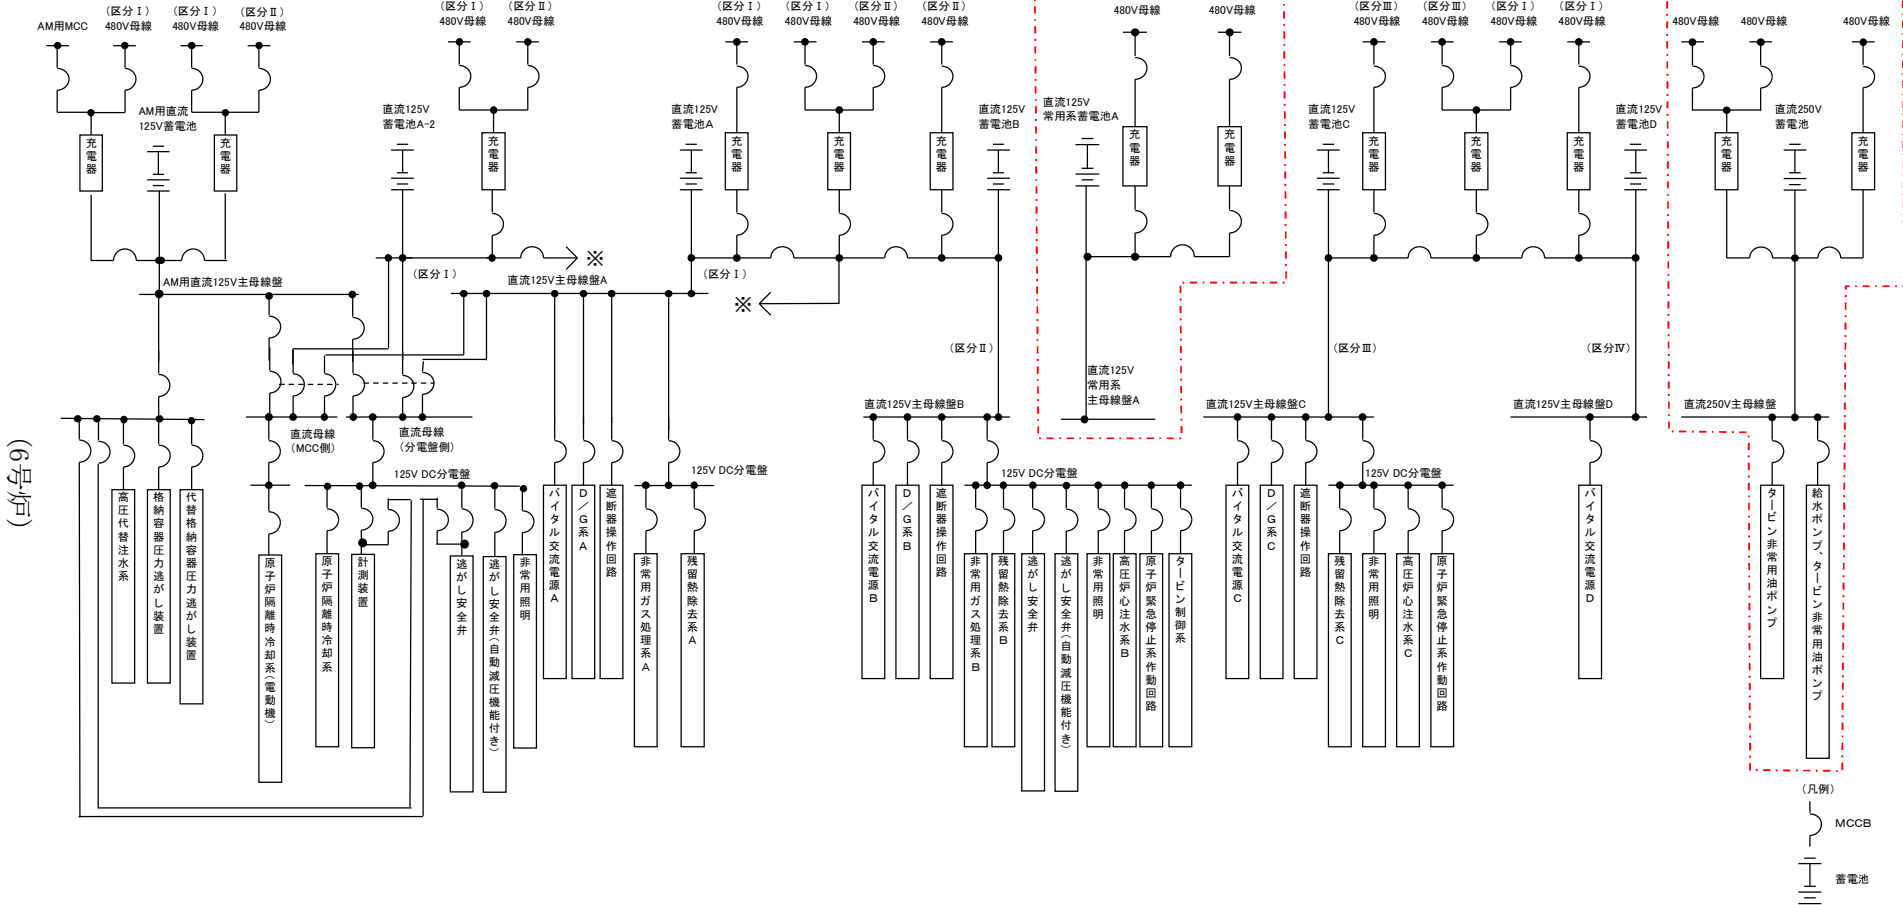 （区分Ⅰ）
（区分Ⅰ）
（区分Ⅱ）
AM用MCC
480V母線
480V母線
480V母線
（区分Ⅰ）
（区分Ⅱ）
480V母線
480V母線
（区分Ⅰ）
（区分Ⅰ）
（区分Ⅱ）
（区分Ⅱ）
480V母線
480V母線
480V母線
480V母線
480V母線
480V母線
（区分Ⅲ）
（区分Ⅲ）
（区分Ⅰ）
（区分Ⅰ）
480V母線
480V母線
480V母線
480V母線
480V母線
480V母線
480V母線
AM用直流
125V蓄電池
直流125V
蓄電池A-2
直流125V
蓄電池A
直流125V
蓄電池B
直流125V
常用系蓄電池A
直流125V
蓄電池C
直流125V
蓄電池D
直流250V
蓄電池
充電器
充電器
充電器
充電器
充電器
充電器
充電器
充電器
充電器
充電器
充電器
充電器
充電器
※
（区分Ⅰ）
（区分Ⅰ）
AM用直流125V主母線盤
直流125V主母線盤A
※
（区分Ⅱ）
（区分Ⅲ）
（区分Ⅳ）
直流125V
常用系
主母線盤A
直流125V主母線盤B
直流125V主母線盤C
直流125V主母線盤D
直流250V主母線盤
直流母線
（MCC側）
直流母線
（分電盤側）
125V DC分電盤
125V DC分電盤
125V DC分電盤
125V DC分電盤
高圧代替注水系
格納容器圧力逃がし装置
代替格納容器圧力逃がし装置
原子炉隔離時冷却系（電動機）
原子炉隔離時冷却系
計測装置
逃がし安全弁
逃がし安全弁（自動減圧機能付き）
非常用照明
バイタル交流電源A
D／G系A
遮断器操作回路
非常用ガス処理系A
残留熱除去系A
バイタル交流電源B
D／G系B
遮断器操作回路
非常用ガス処理系B
残留熱除去系B
逃がし安全弁
逃がし安全弁（自動減圧機能付き）
非常用照明
高圧炉心注水系B
原子炉緊急停止系作動回路
タービン制御系
バイタル交流電源C
D／G系C
遮断器操作回路
残留熱除去系C
非常用照明
高圧炉心注水系C
原子炉緊急停止系作動回路
バイタル交流電源D
タービン非常用油ポンプ
給水ポンプ、タービン非常用油ポンプ
（6号炉）
（凡例）
MCCB
蓄電池